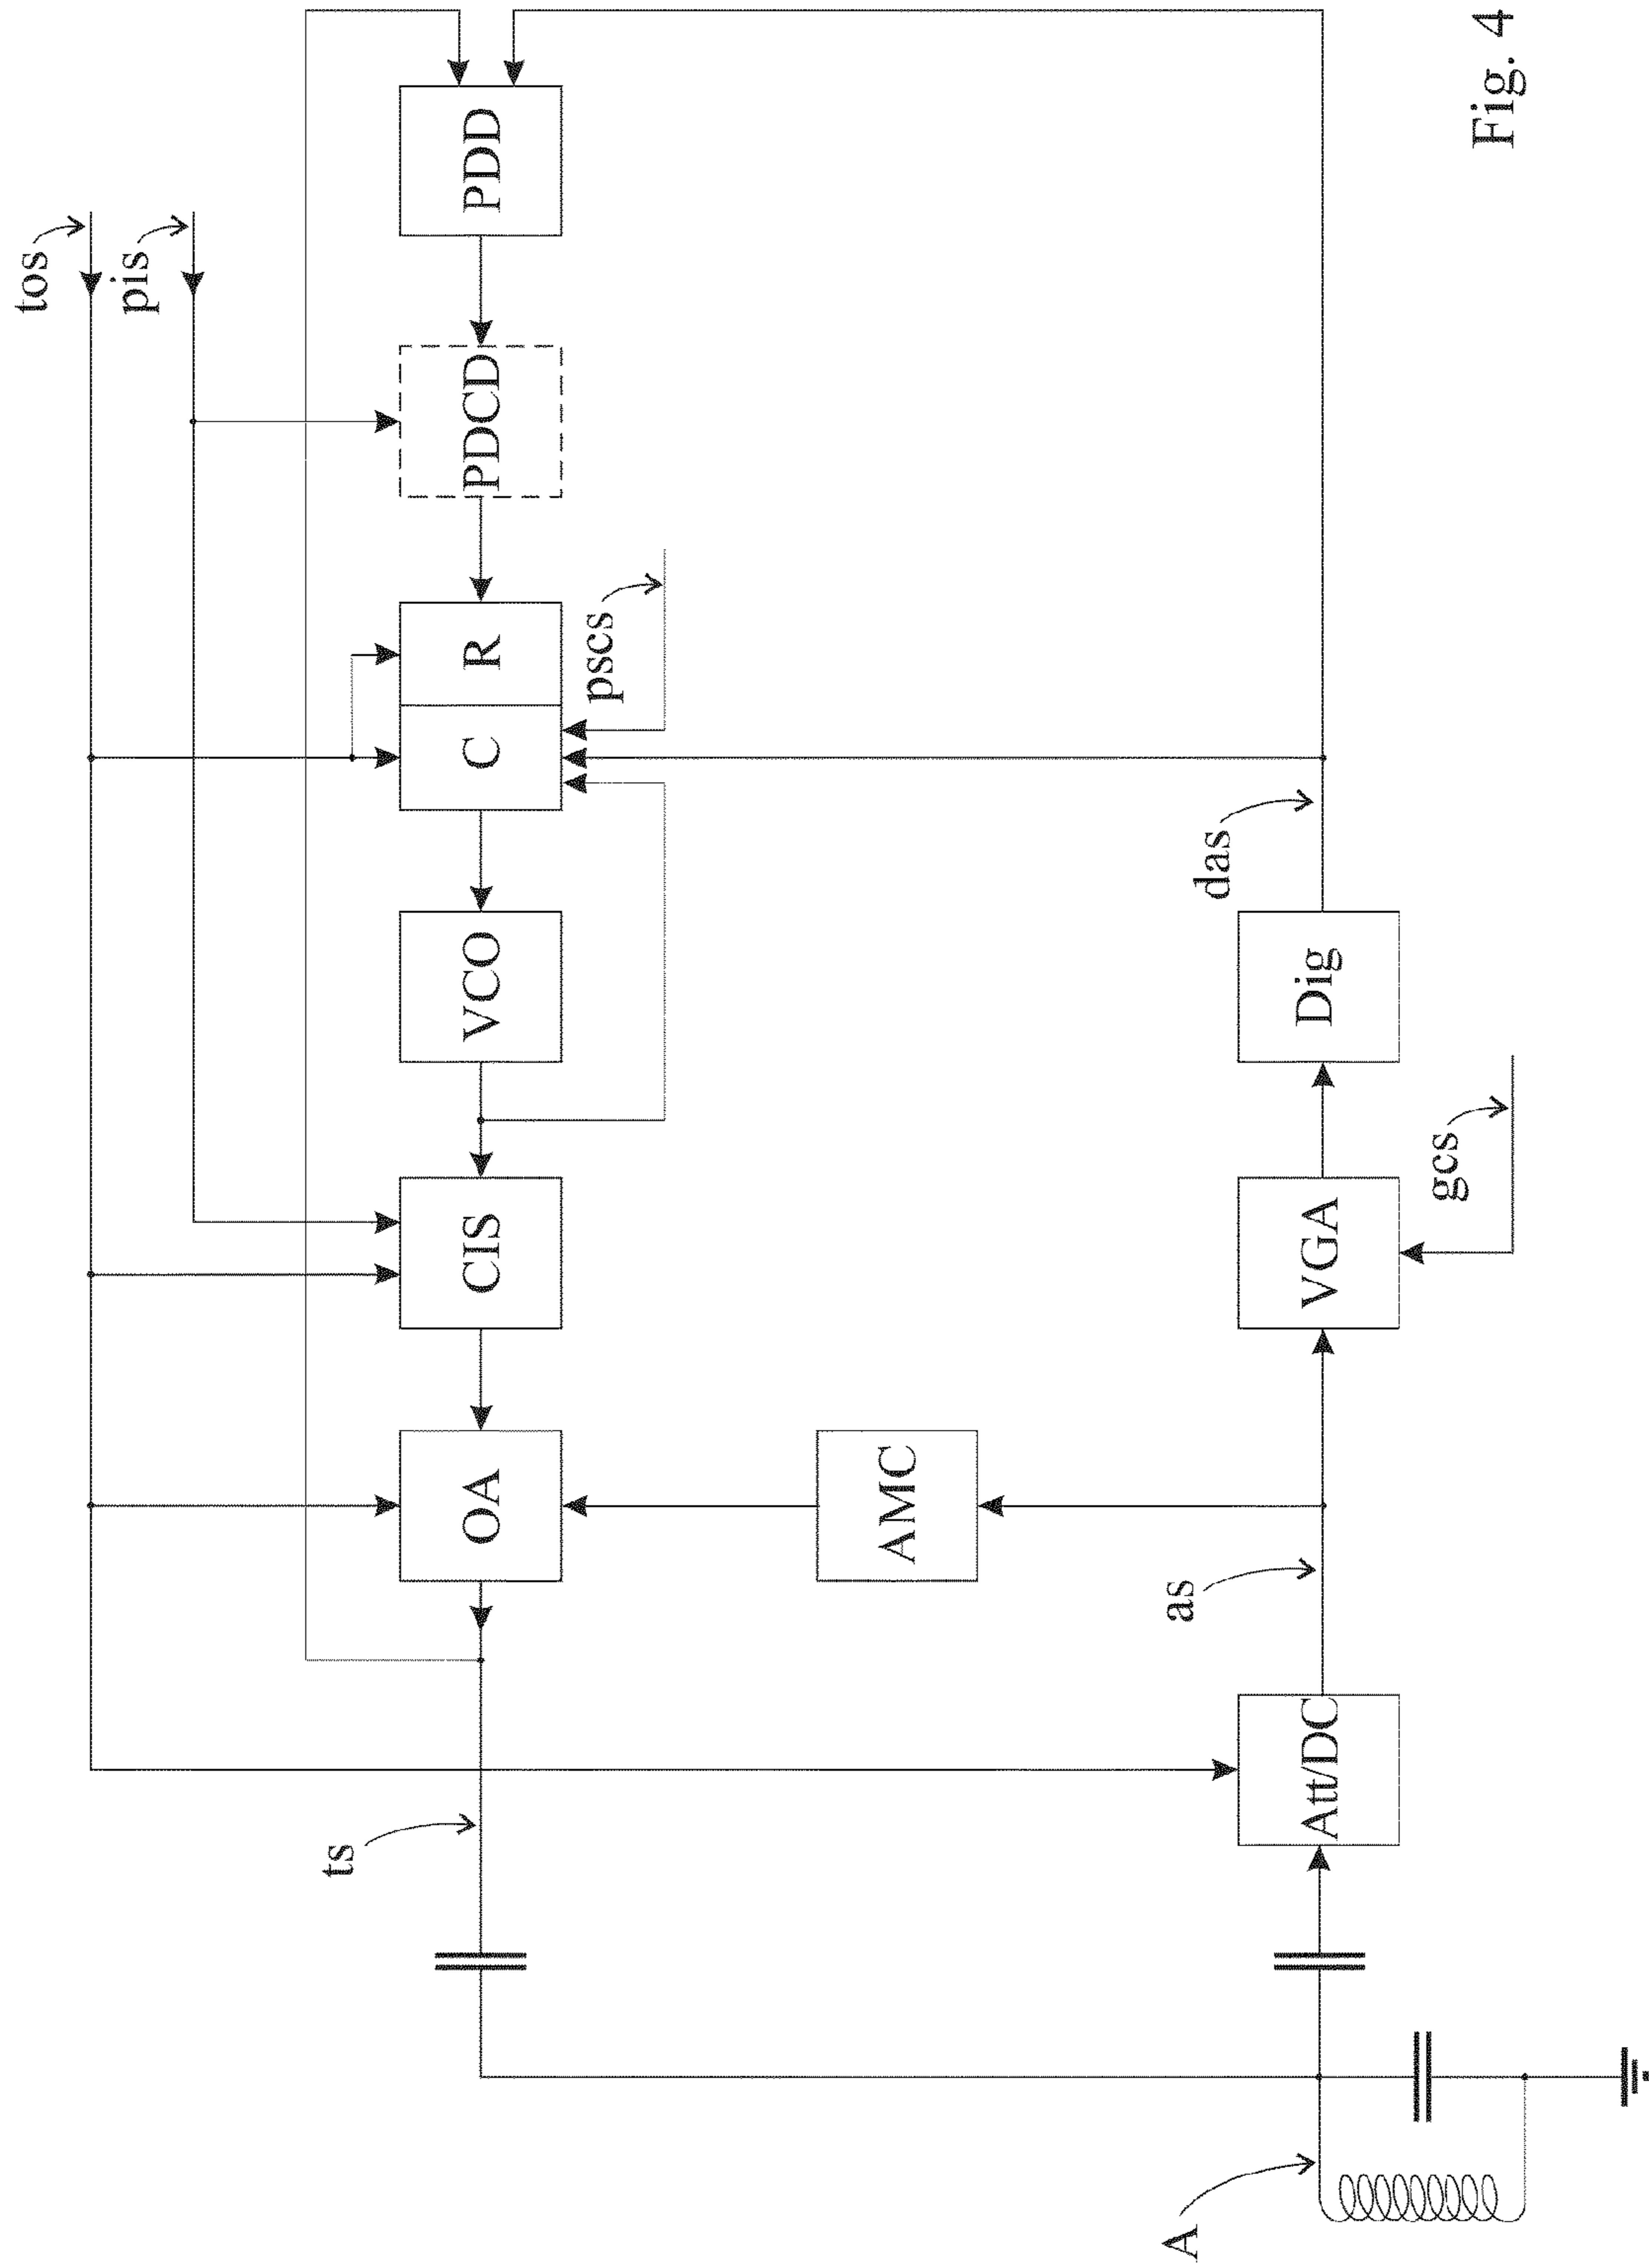 tos
pis
ts
OA
CIS
VCO
C
R
PDCD
PDD
pscs
AMC
das
as
A
Att/DC
VGA
Dig
gcs
Fig. 4